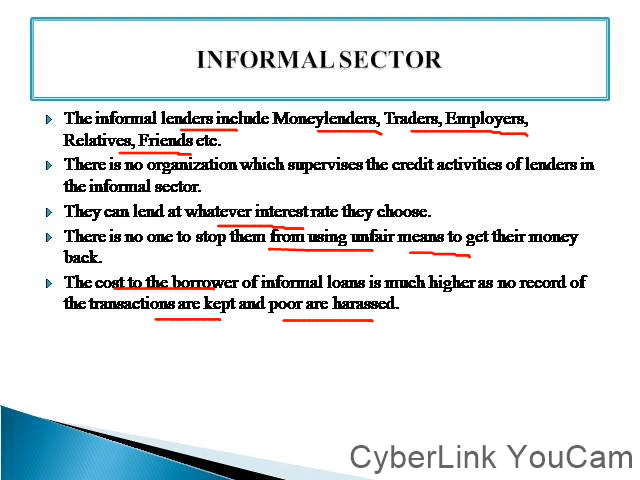 INFORMAL SECTOR
The informal lenders include Moneylenders, Traders, Employers,
Relatives, Friends etc.
There is no organization which supervises the credit activities of lenders in
the informal sector.
They can lend at whatever interest rate they choose.
There is no one to stop them from using unfair means to get their money
back.
The cost to the borrower of informal loans is much higher as no record of
the transactions are kept and poor are harassed.
CyberLink YouCam